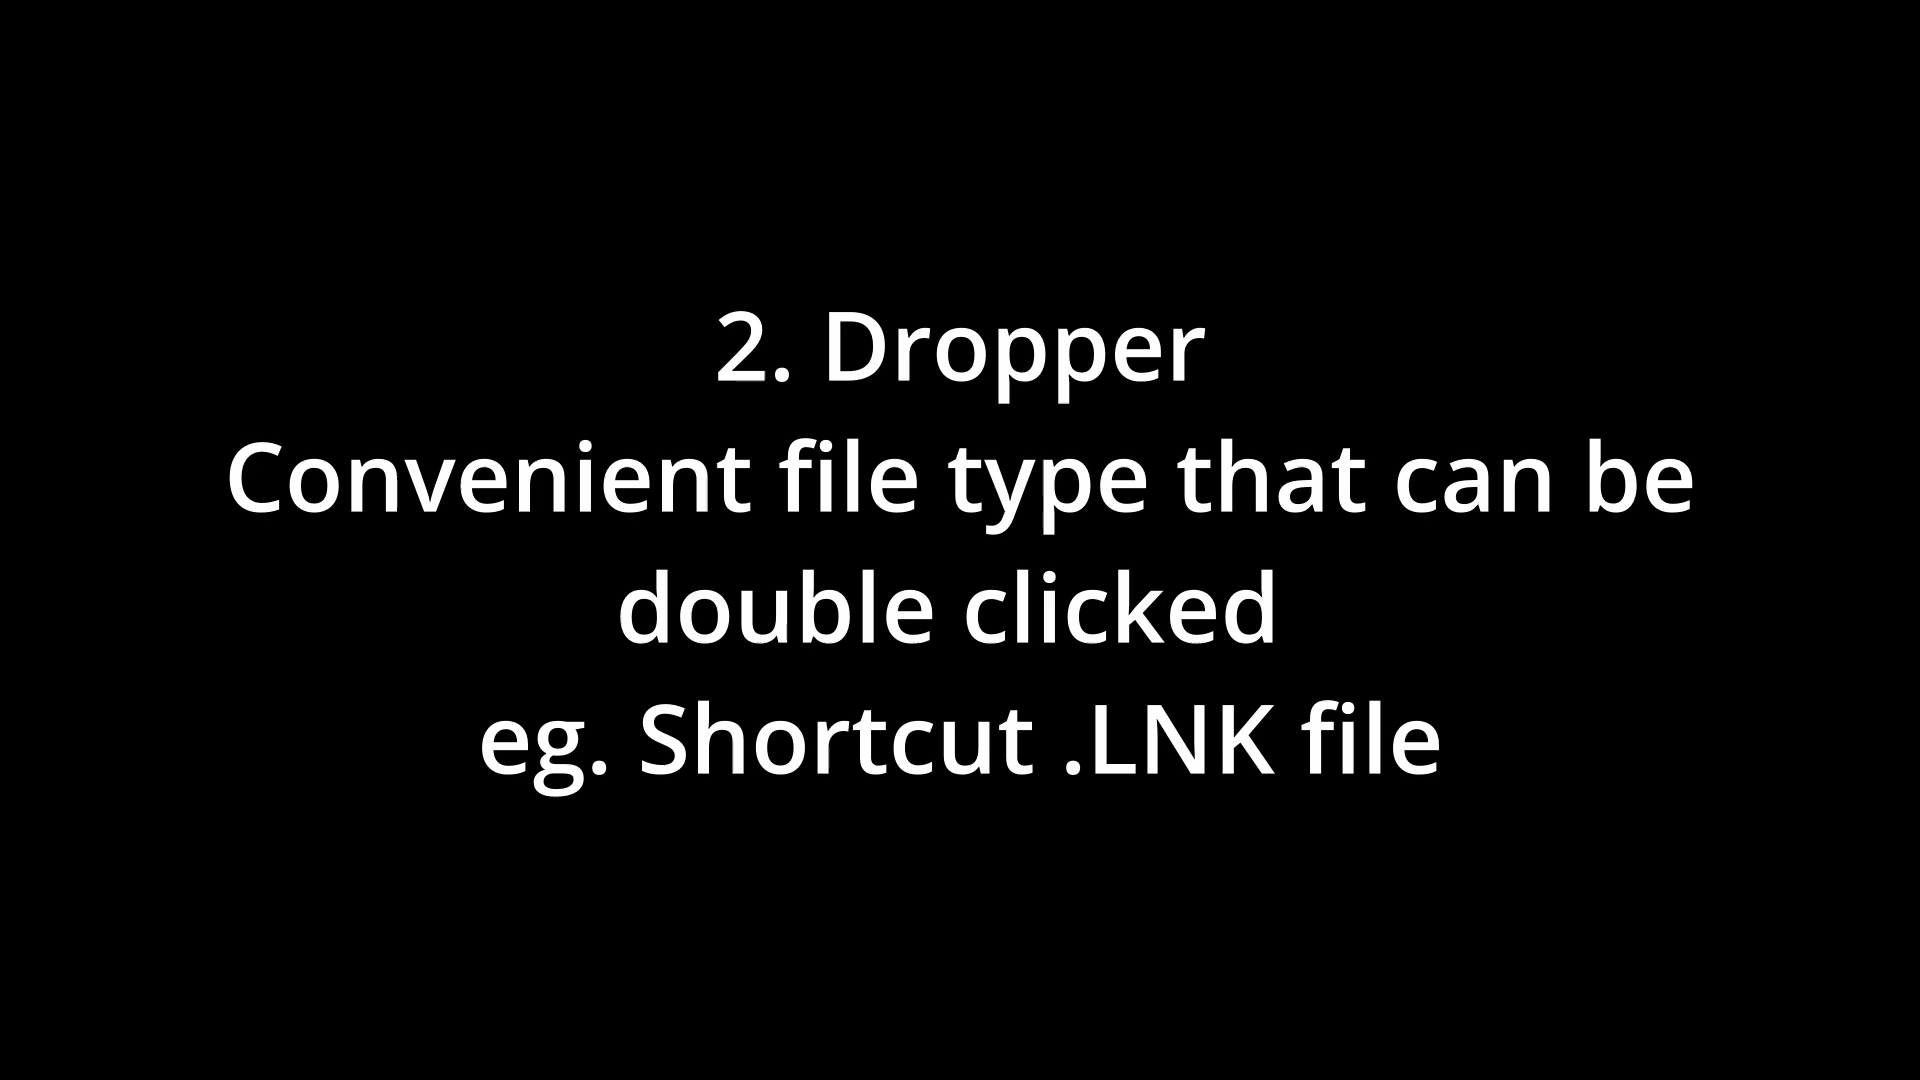 2. Dropper
Convenient file type that can be
double clicked
eg. Shortcut .LNK file